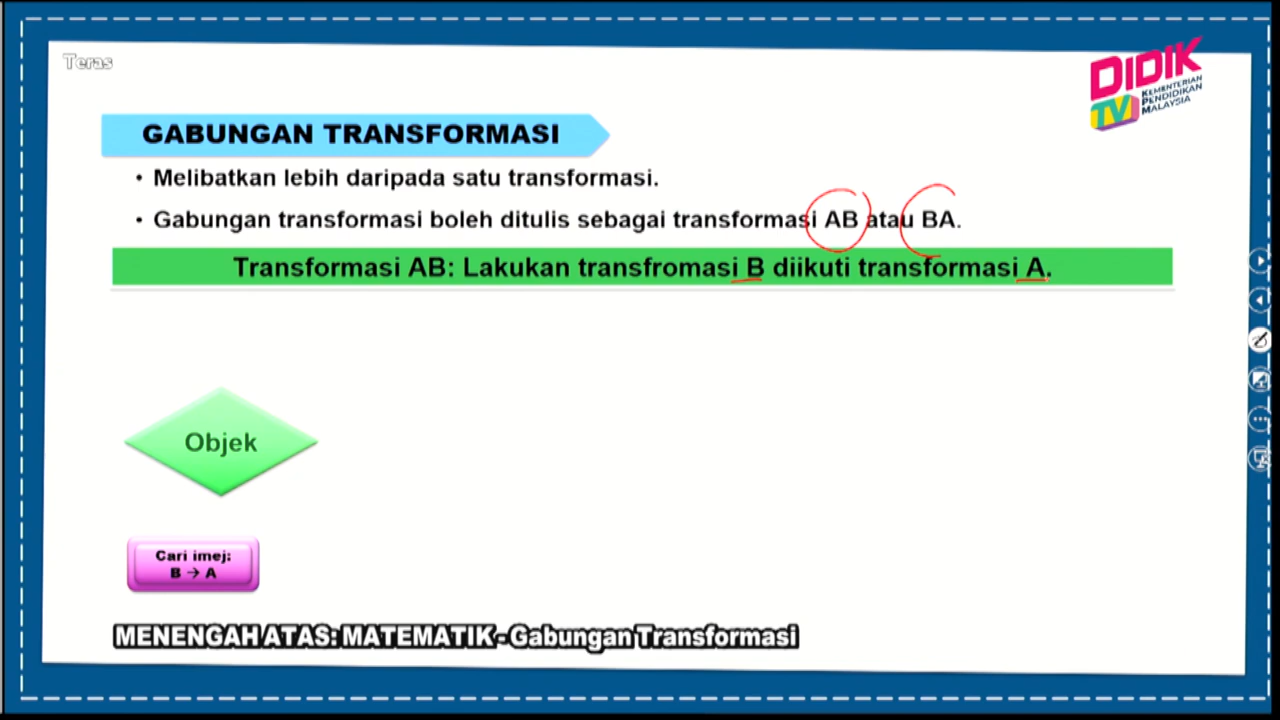 Teras
DIDIK
TV
KEMENTERIAN
PENDIDIKAN
MALAYSIA
GABUNGAN TRANSFORMASI
• Melibatkan lebih daripada satu transformasi.
• Gabungan transformasi boleh ditulis sebagai transformasi AB atau BA.
Transformasi AB: Lakukan transfromasi B diikuti transformasi A.
Objek
Cari imej:
B → A
MENENGAH ATAS: MATEMATIK - Gabungan Transformasi